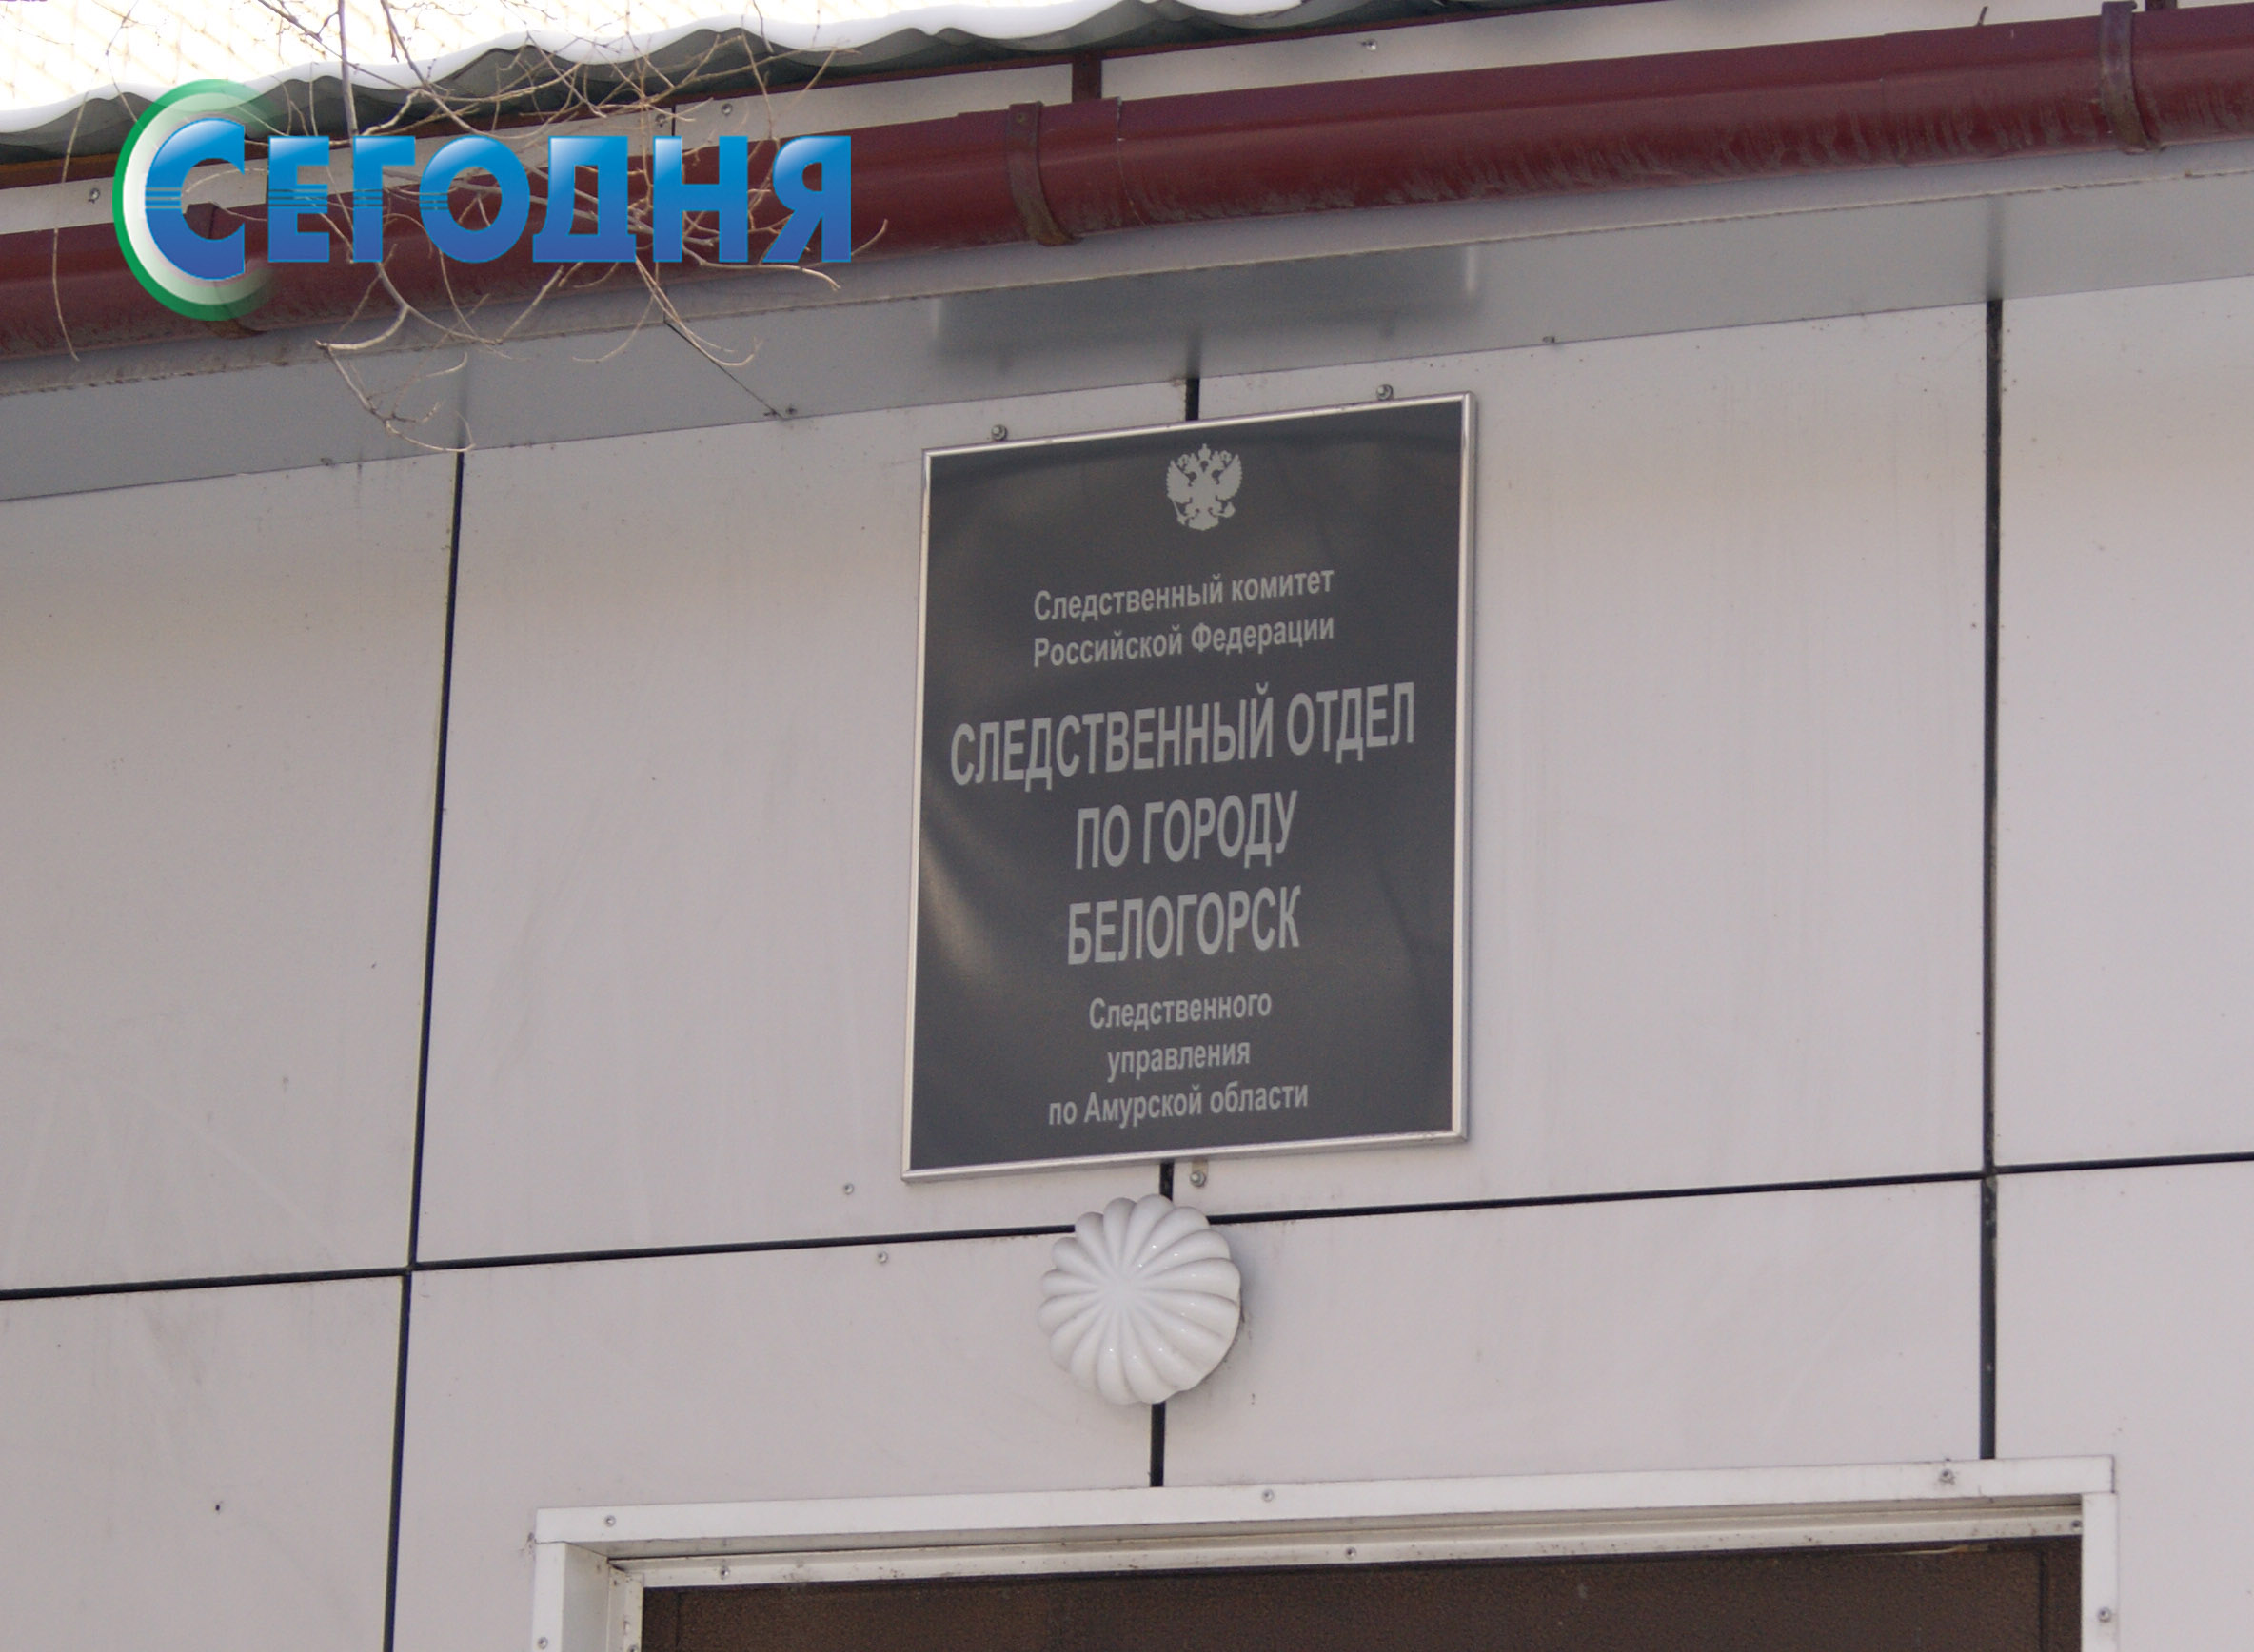 Сегодня
Следственный комитет
Российской Федерации
СЛЕДСТВЕННЫЙ ОТДЕЛ
ПО ГОРОДУ
БЕЛОГОРСК
Следственного
управления
по Амурской области